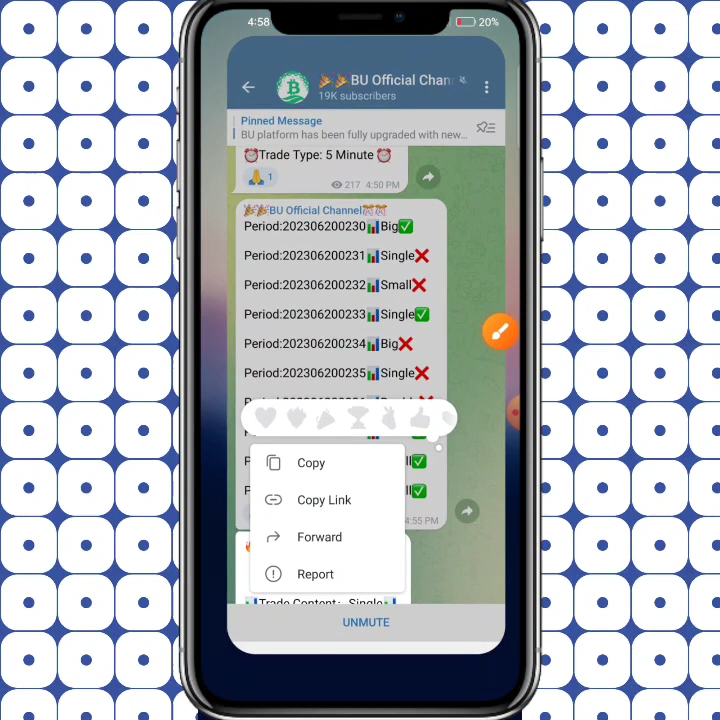 4:58
20%
BU Official Chan
19K subscribers
Pinned Message
BU platform has been fully upgraded with new...
Trade Type: 5 Minute
1
217 4:50 PM
BU Official Channel
Period:202306200230 Big
Period:202306200231 Single
Period:202306200232 Small
Period:202306200233 Single
Period:202306200234 Big
Period:202306200235 Single
Copy
Copy Link
Forward
Report
4:55 PM
Trade Content: Single
UNMUTE